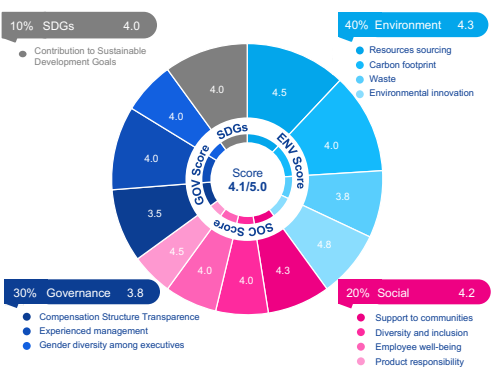 10% SDGs 4.0
Contribution to Sustainable
Development Goals
40% Environment 4.3
Resources sourcing
Carbon footprint
Waste
Environmental innovation
4.0
4.5
4.0
4.0
4.0
3.8
3.5
4.8
4.5
4.0
4.0
4.3
SDGs
ENV Score
GOV Score
SOC Score
Score
4.1/5.0
30% Governance 3.8
Compensation Structure Transparence
Experienced management
Gender diversity among executives
20% Social 4.2
Support to communities
Diversity and inclusion
Employee well-being
Product responsibility